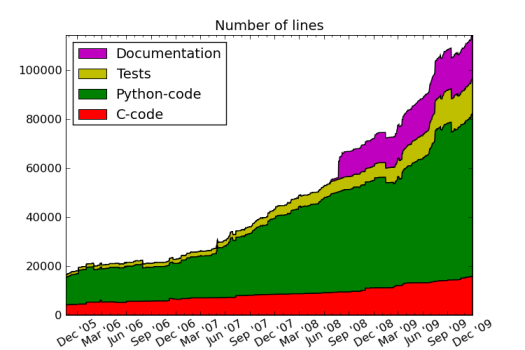 Number of lines
Documentation
Tests
Python-code
C-code
100000
80000
60000
40000
20000
0
Dec '05
Mar '06
Jun '06
Sep '06
Dec '06
Mar '07
Jun '07
Sep '07
Dec '07
Mar '08
Jun '08
Sep '08
Dec '08
Mar '09
Jun '09
Sep '09
Dec '09